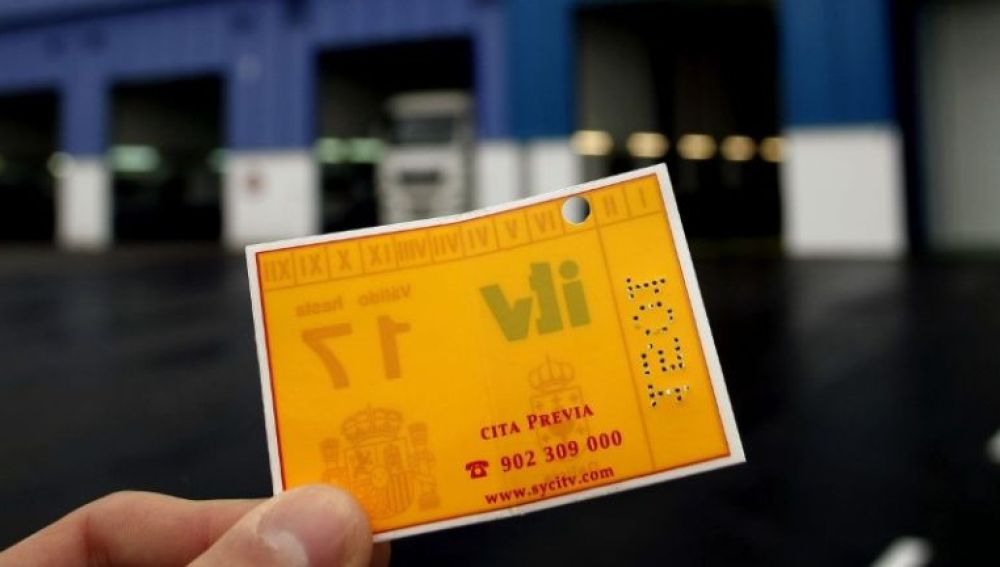 XII XI X IX VIII VII VI V IV II I
Válido hasta
17
itv
CITA PREVIA
☎ 902 309 000
www.sycitv.com